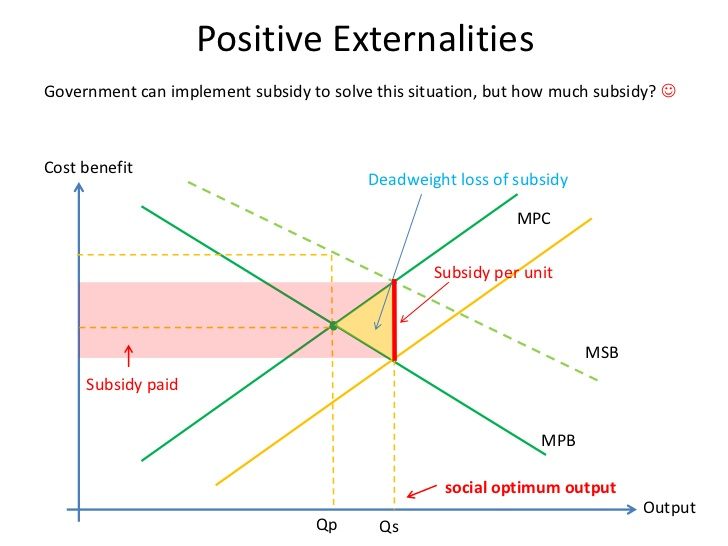 Positive Externalities
Government can implement subsidy to solve this situation, but how much subsidy? ☺
Cost benefit
Deadweight loss of subsidy
MPC
Subsidy per unit
MSB
Subsidy paid
MPB
social optimum output
Output
Qp
Qs